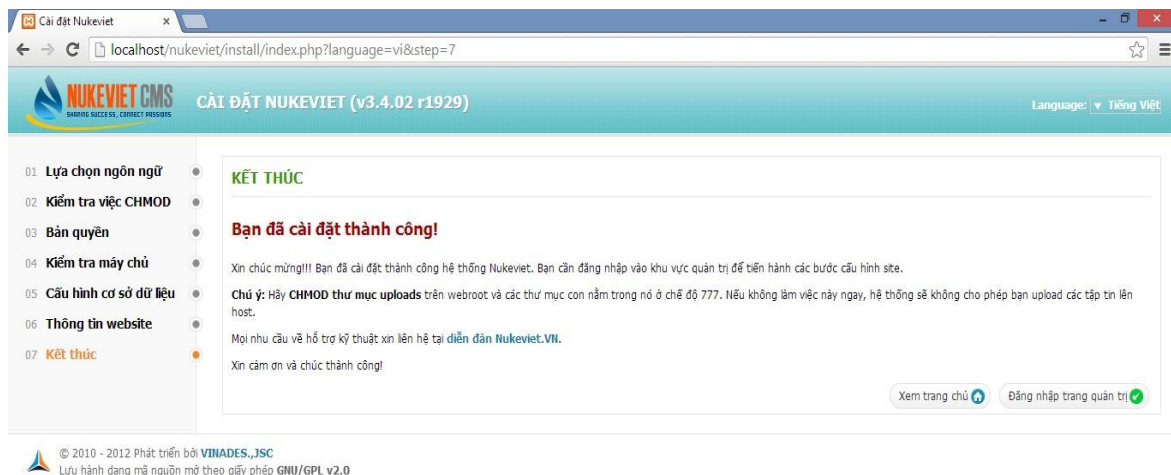 Cài đặt Nukeviet
localhost/nukeviet/install/index.php?language=vi&step=7
NUKEVIET CMS
SHARING SUCCESS, CONNECT PASSIONS
CÀI ĐẶT NUKEVIET (v3.4.02 r1929)
Language: Tiếng Việt
01 Lựa chọn ngôn ngữ
02 Kiểm tra việc CHMOD
03 Bản quyền
04 Kiểm tra máy chủ
05 Cấu hình cơ sở dữ liệu
06 Thông tin website
07 Kết thúc
KẾT THÚC
Bạn đã cài đặt thành công!
Xin chúc mừng!!! Bạn đã cài đặt thành công hệ thống Nukeviet. Bạn cần đăng nhập vào khu vực quản trị để tiến hành các bước cấu hình site.
Chú ý: Hãy CHMOD thư mục uploads trên webroot và các thư mục con nằm trong nó ở chế độ 777. Nếu không làm việc này ngay, hệ thống sẽ không cho phép bạn upload các tập tin lên
host.
Mọi nhu cầu về hỗ trợ kỹ thuật xin liên hệ tại diễn đàn Nukeviet.VN.
Xin cảm ơn và chúc thành công!
Xem trang chủ
Đăng nhập trang quản trị
© 2010 - 2012 Phát triển bởi VINADES.,JSC
Lưu hành dạng mã nguồn mở theo giấy phép GNU/GPL v2.0